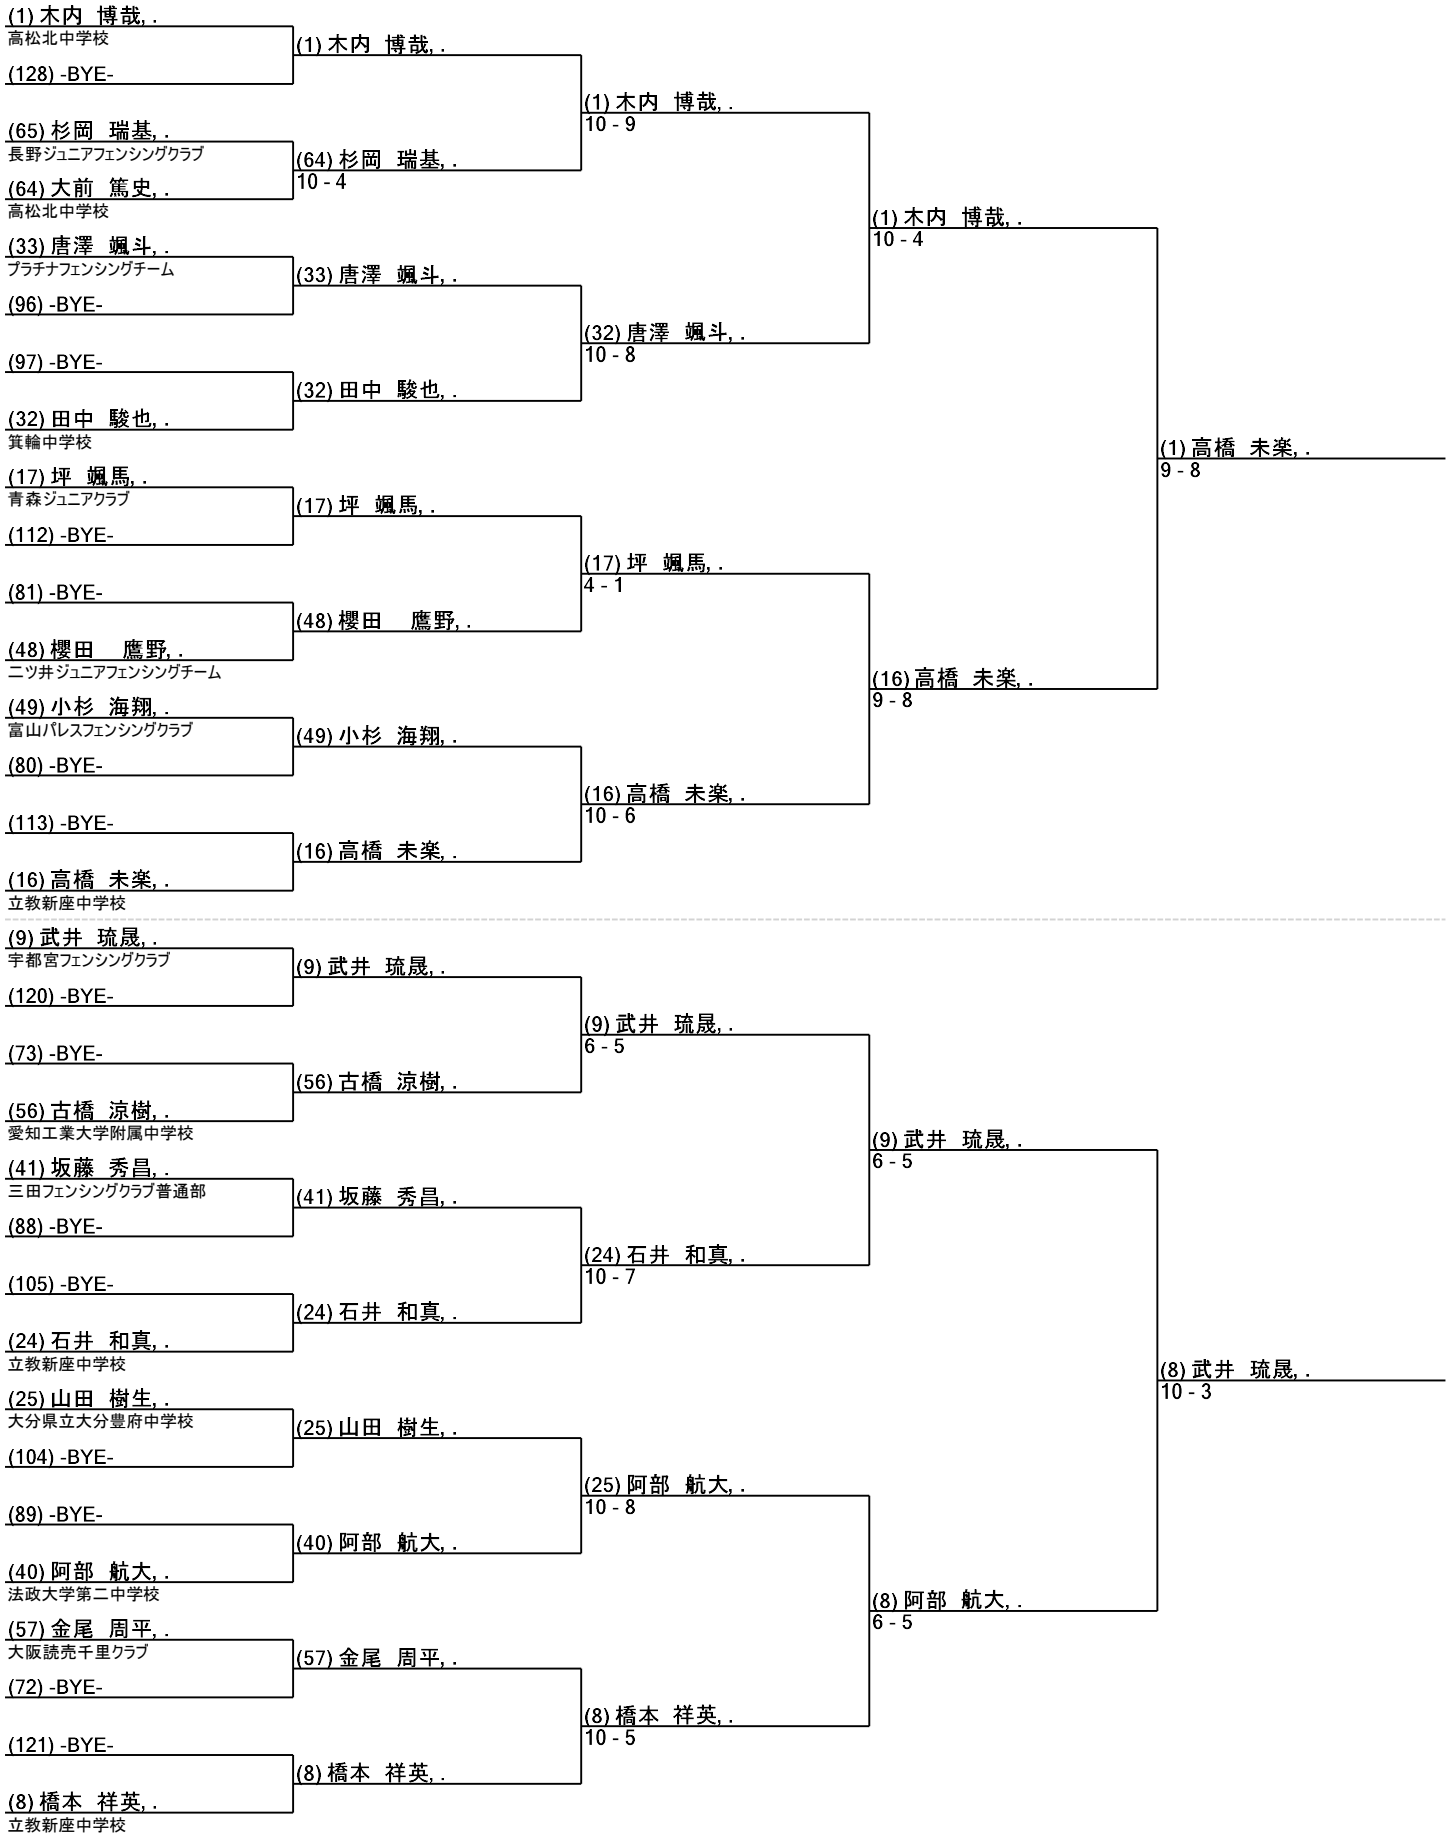 (1) 木内　博哉, .
高松北中学校
(128) -BYE-
(65) 杉岡　瑞基, .
長野ジュニアフェンシングクラブ
(64) 大前　篤史, .
高松北中学校
(33) 唐澤　颯斗, .
プラチナフェンシングチーム
(96) -BYE-
(97) -BYE-
(32) 田中　駿也, .
箕輪中学校
(17) 坪　颯馬, .
青森ジュニアクラブ
(112) -BYE-
(81) -BYE-
(48) 櫻田　 鷹野, .
二ツ井ジュニアフェンシングチーム
(49) 小杉　海翔, .
富山パレスフェンシングクラブ
(80) -BYE-
(113) -BYE-
(16) 高橋　未楽, .
立教新座中学校
(1) 木内　博哉, .
(64) 杉岡　瑞基, .
10 - 4
(33) 唐澤　颯斗, .
(32) 田中　駿也, .
(17) 坪　颯馬, .
(48) 櫻田　 鷹野, .
(49) 小杉　海翔, .
(16) 高橋　未楽, .
(1) 木内　博哉, .
10 - 9
(32) 唐澤　颯斗, .
10 - 8
(17) 坪　颯馬, .
4 - 1
(16) 高橋　未楽, .
10 - 6
(1) 木内　博哉, .
10 - 4
(16) 高橋　未楽, .
9 - 8
(1) 高橋　未楽, .
9 - 8
(9) 武井　琉晟, .
宇都宮フェンシングクラブ
(120) -BYE-
(73) -BYE-
(56) 古橋　涼樹, .
愛知工業大学附属中学校
(41) 坂藤　秀昌, .
三田フェンシングクラブ普通部
(88) -BYE-
(105) -BYE-
(24) 石井　和真, .
立教新座中学校
(25) 山田　樹生, .
大分県立大分豊府中学校
(104) -BYE-
(89) -BYE-
(40) 阿部　航大, .
法政大学第二中学校
(57) 金尾　周平, .
大阪読売千里クラブ
(72) -BYE-
(121) -BYE-
(8) 橋本　祥英, .
立教新座中学校
(9) 武井　琉晟, .
(56) 古橋　涼樹, .
(41) 坂藤　秀昌, .
(24) 石井　和真, .
(25) 山田　樹生, .
(40) 阿部　航大, .
(57) 金尾　周平, .
(8) 橋本　祥英, .
(9) 武井　琉晟, .
6 - 5
(24) 石井　和真, .
10 - 7
(25) 阿部　航大, .
10 - 8
(8) 橋本　祥英, .
10 - 5
(9) 武井　琉晟, .
6 - 5
(8) 阿部　航大, .
6 - 5
(8) 武井　琉晟, .
10 - 3